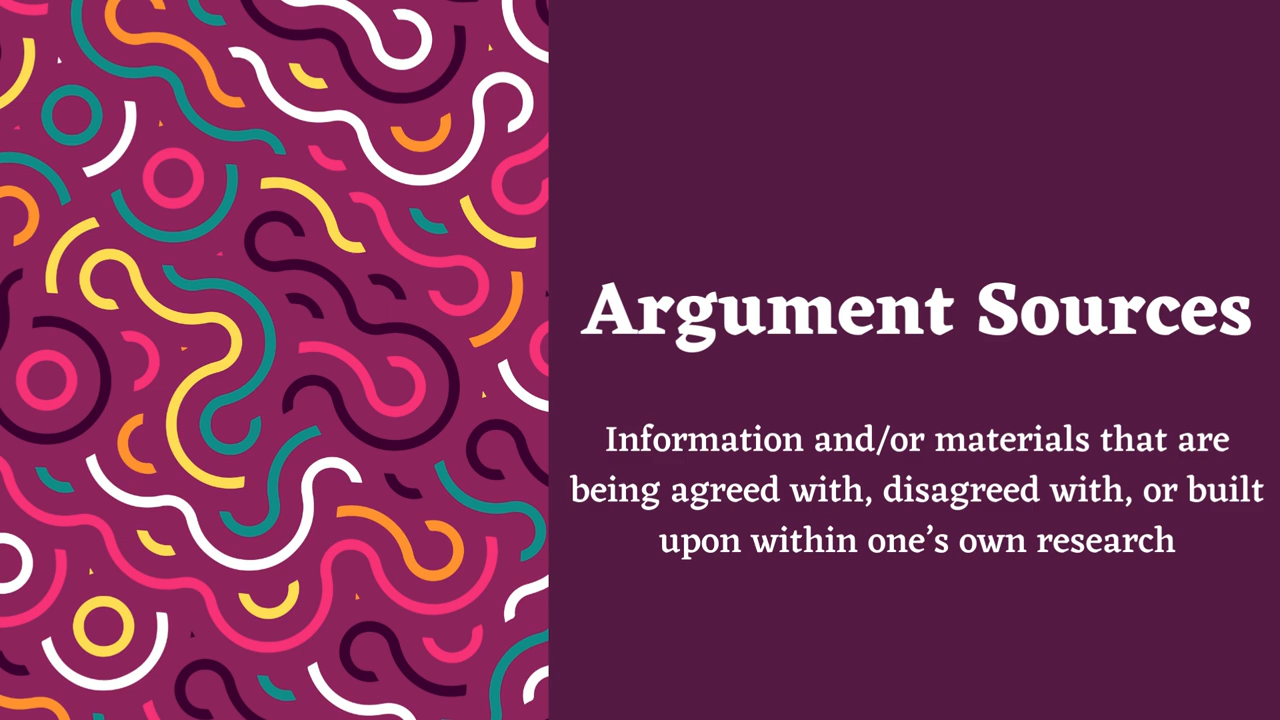 Argument Sources
Information and/or materials that are
being agreed with, disagreed with, or built
upon within one’s own research